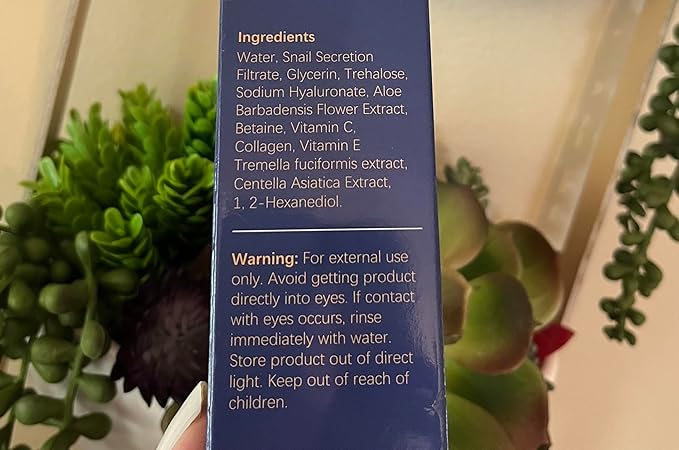 Ingredients
Water, Snail Secretion
Filtrate, Glycerin, Trehalose,
Sodium Hyaluronate, Aloe
Barbadensis Flower Extract,
Betaine, Vitamin C,
Collagen, Vitamin E
Tremella fuciformis extract,
Centella Asiatica Extract,
1, 2-Hexanediol.
Warning: For external use
only. Avoid getting product
directly into eyes. If contact
with eyes occurs, rinse
immediately with water.
Store product out of direct
light. Keep out of reach of
children.